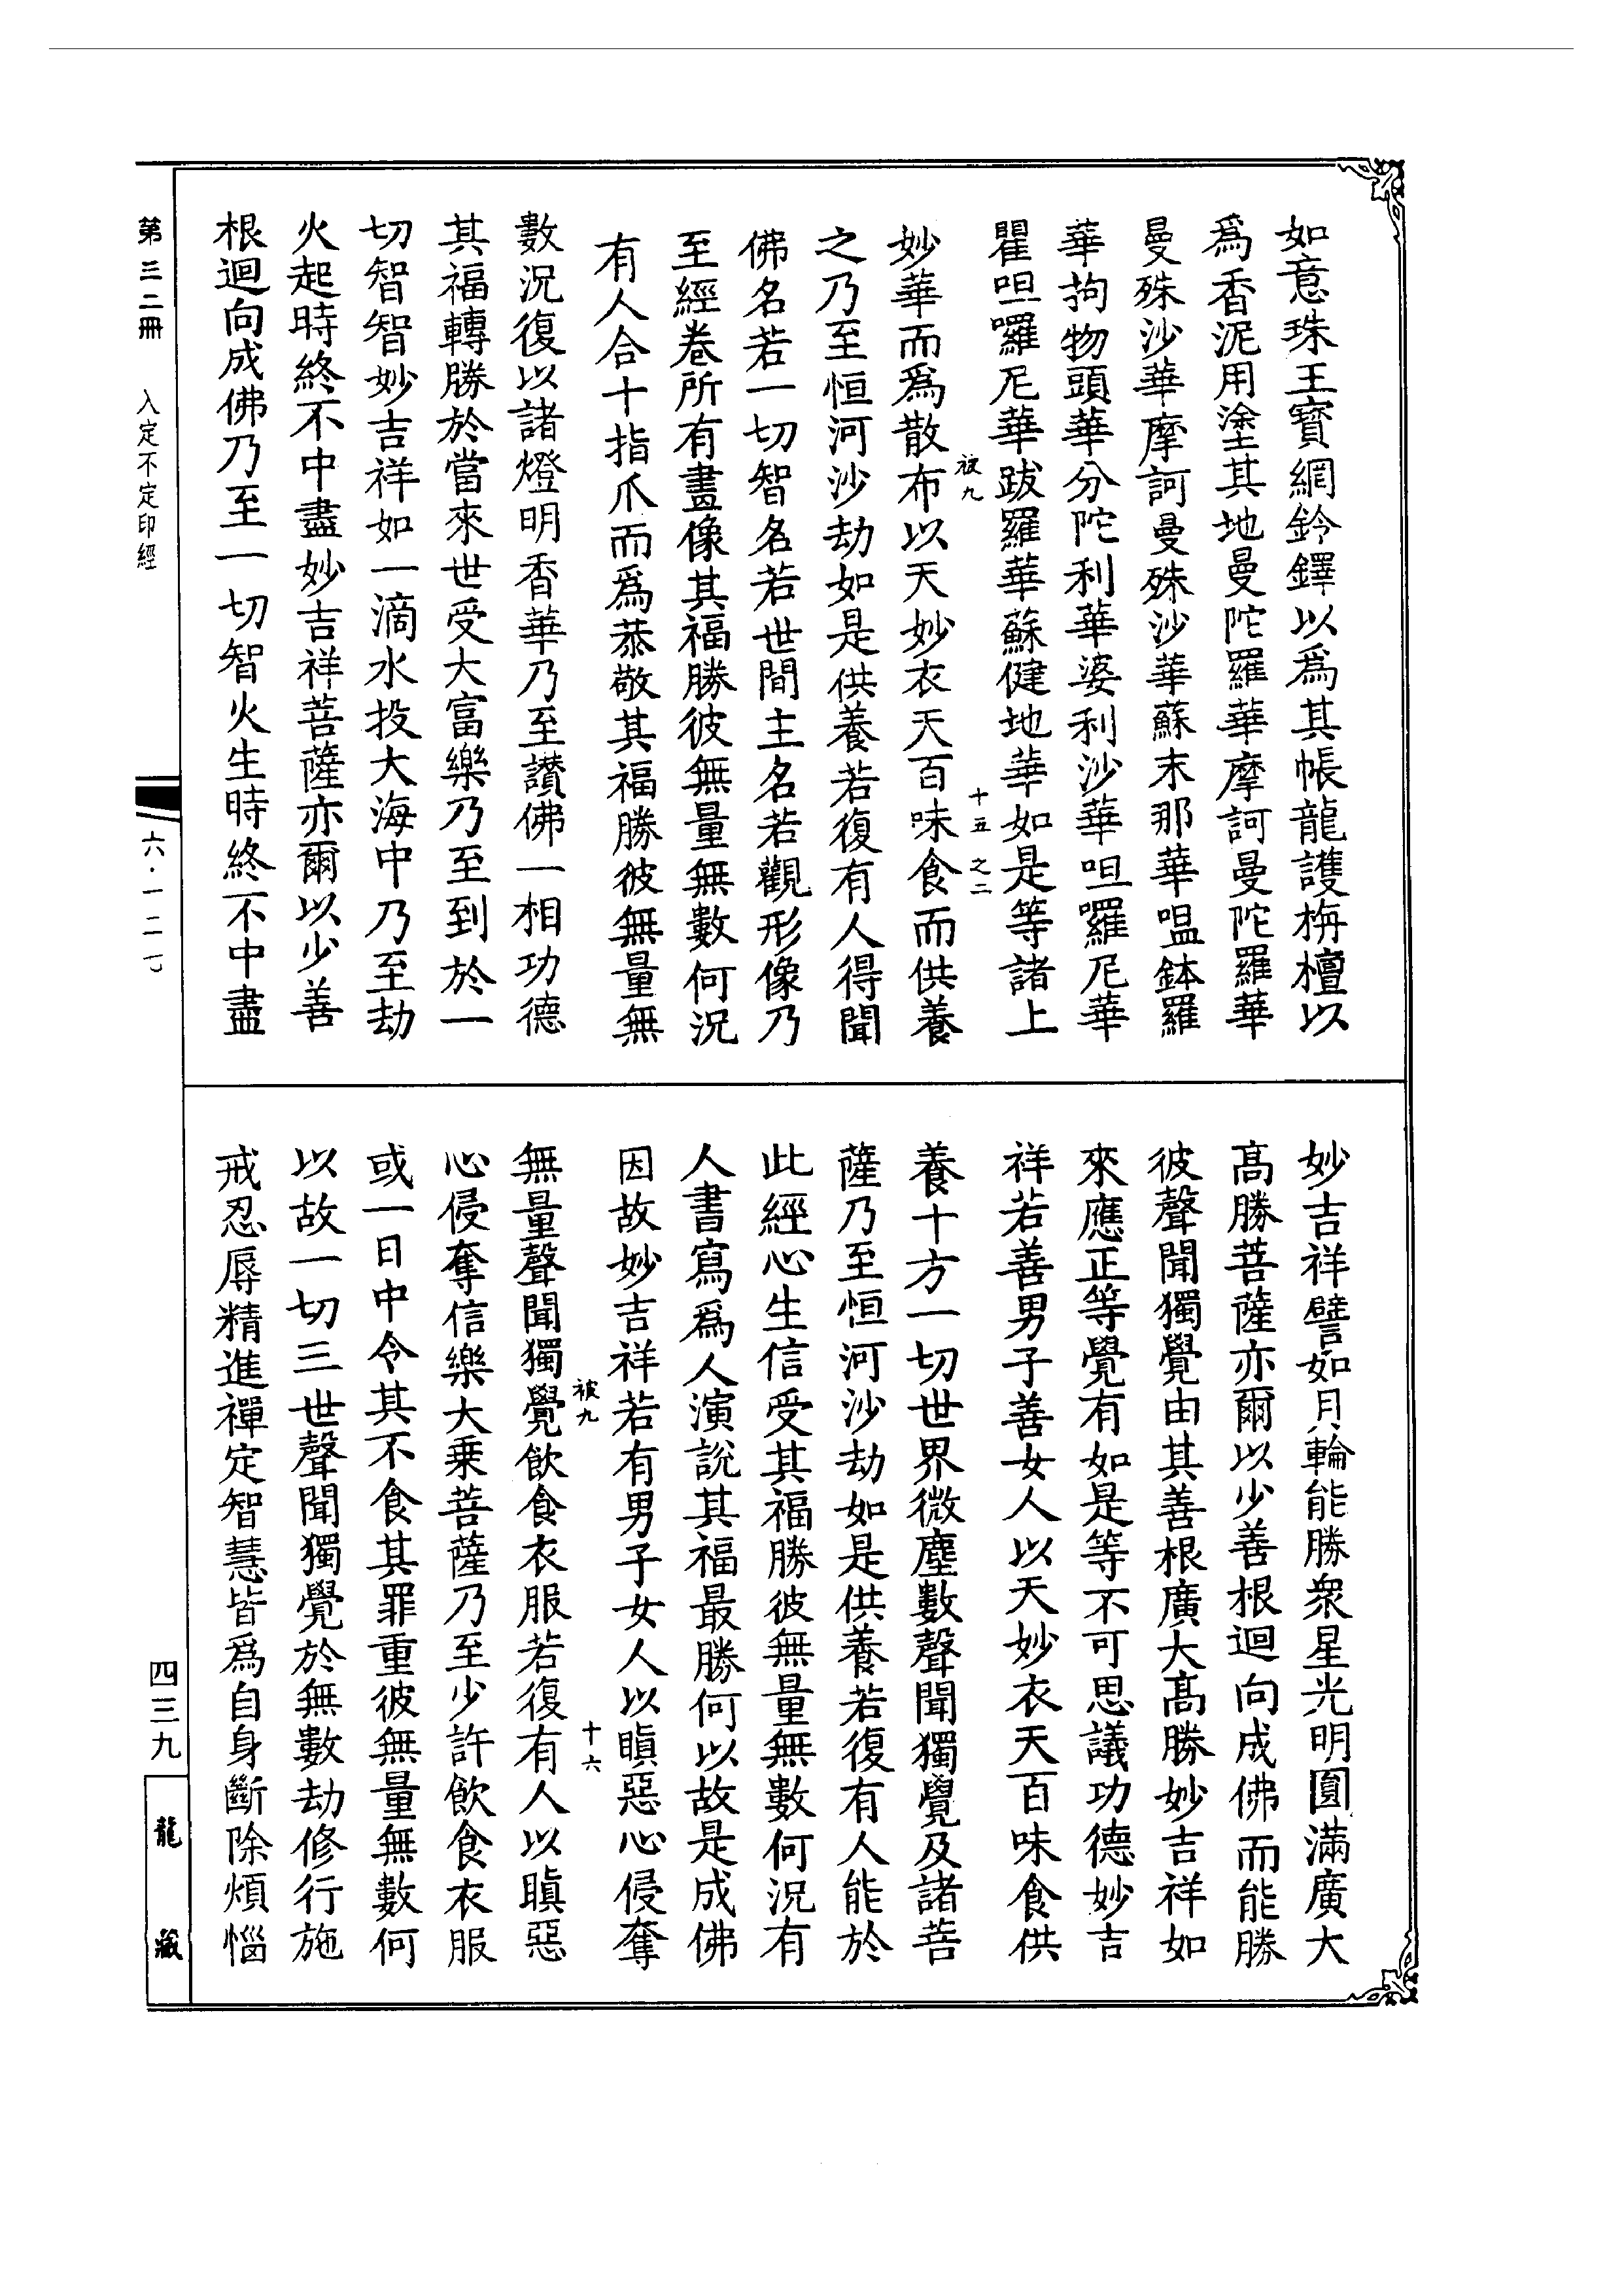 如意珠王寳網鈴鐸以爲其帳龍護栴檀以
爲香泥用塗其地曼陀羅華摩訶曼陀羅華
曼殊沙華摩訶曼殊沙華蘇末那華嗢鉢羅
華拘物頭華分陀利華婆利沙華呾囉尼華
瞿呾囉尼華跋羅華蘇健地華如是等諸上
被九
十五之二
妙華而爲散布以天妙衣天百味食而供養
之乃至恒河沙劫如是供養若復有人得聞
佛名若一切智名若世間主名若觀形像乃
至經卷所有畫像其福勝彼無量無數何況
有人合十指爪而爲恭敬其福勝彼無量無
數況復以諸燈明香華乃至讃佛一相功德
其福轉勝於當來世受大富樂乃至到於一
切智智妙吉祥如一滴水投大海中乃至劫
火起時終不中盡妙吉祥菩薩亦爾以少善
根迴向成佛乃至一切智火生時終不中盡
妙吉祥譬如月輪能勝衆星光明圓滿廣大
髙勝菩薩亦爾以少善根迴向成佛而能勝
彼聲聞獨覺由其善根廣大髙勝妙吉祥如
來應正等覺有如是等不可思議功德妙吉
祥若善男子善女人以天妙衣天百味食供
養十方一切世界微塵數聲聞獨覺及諸菩
薩乃至恒河沙劫如是供養若復有人能於
此經心生信受其福勝彼無量無數何況有
人書寫爲人演說其福最勝何以故是成佛
因故妙吉祥若有男子女人以瞋惡心侵奪
被九
十六
無量聲聞獨覺飲食衣服若復有人以瞋惡
心侵奪信樂大乗菩薩乃至少許飲食衣服
或一日中令其不食其罪重彼無量無數何
以故一切三世聲聞獨覺於無數劫修行施
戒忍辱精進禪定智慧皆爲自身斷除煩惱
第三二冊
入定不定印經
六·一二一七
四三九
龍藏